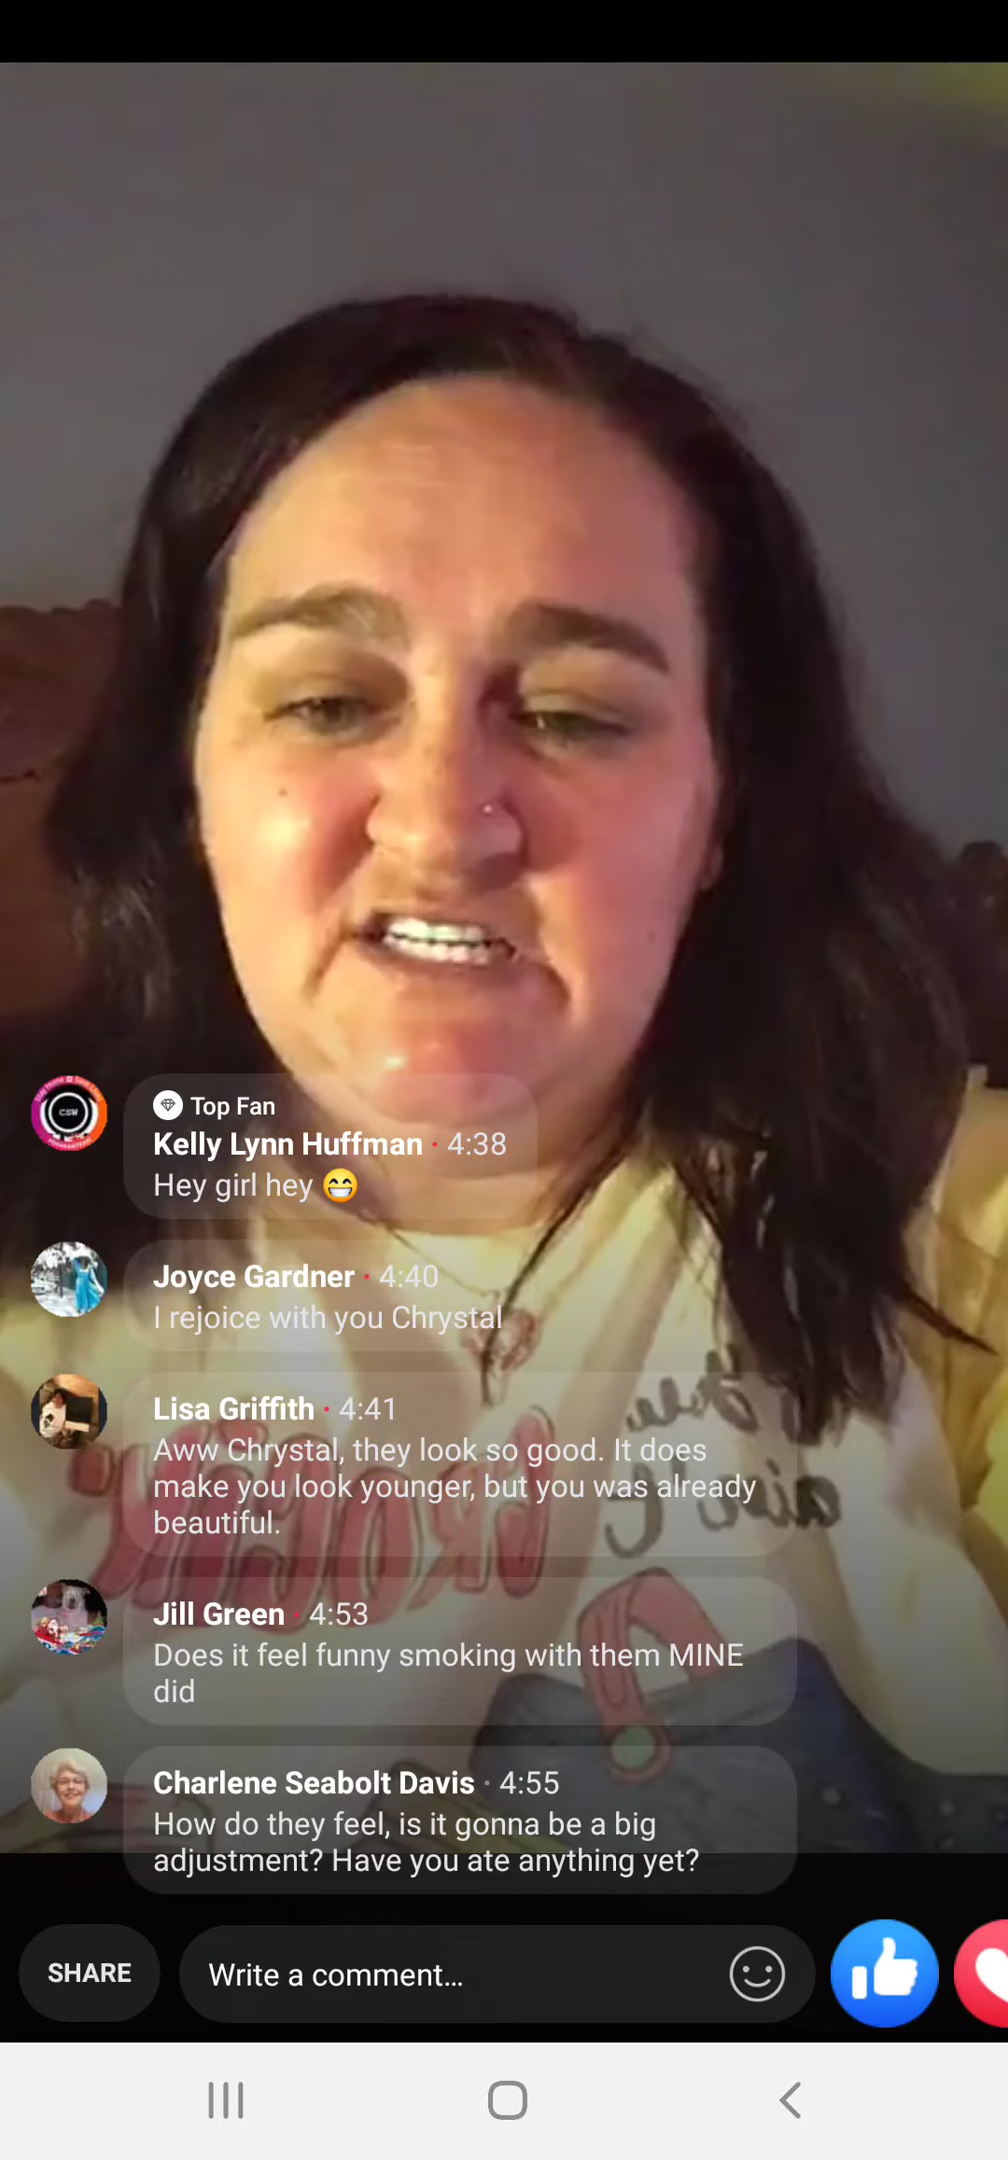 CSW
Top Fan
Kelly Lynn Huffman · 4:38
Hey girl hey 😁
Joyce Gardner · 4:40
I rejoice with you Chrystal
Lisa Griffith · 4:41
Aww Chrystal, they look so good. It does
make you look younger, but you was already
beautiful.
Jill Green · 4:53
Does it feel funny smoking with them MINE
did
Charlene Seabolt Davis · 4:55
How do they feel, is it gonna be a big
adjustment? Have you ate anything yet?
SHARE
Write a comment...